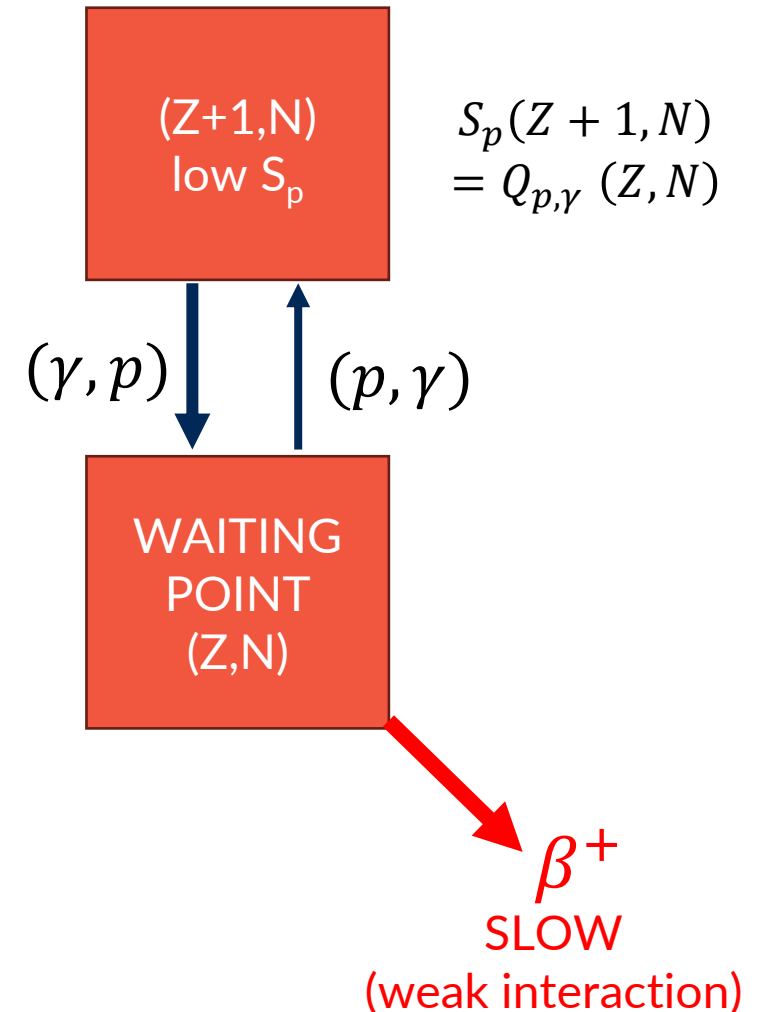 (Z+1,N)
low Sₚ
Sₚ(Z + 1, N)
= Qₚ,ᵧ (Z, N)
(γ, p)
(p, γ)
WAITING
POINT
(Z,N)
β⁺
SLOW
(weak interaction)